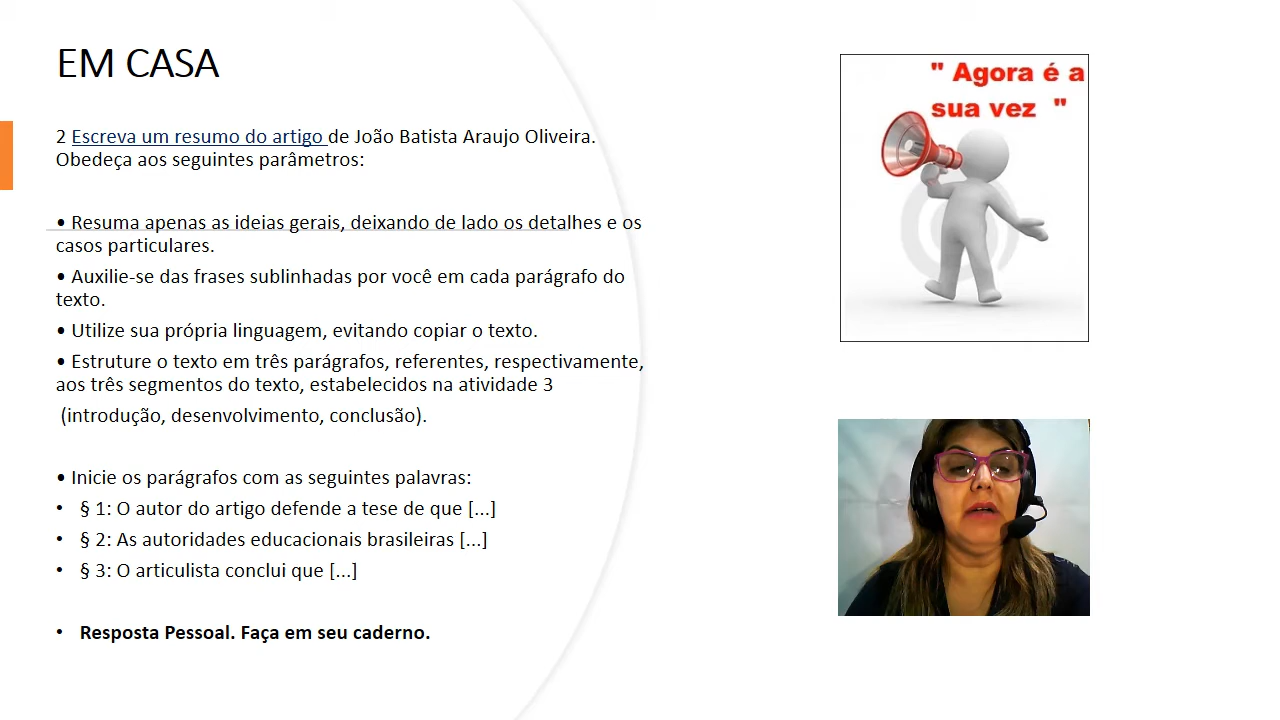 EM CASA
2 Escreva um resumo do artigo de João Batista Araujo Oliveira.
Obedeça aos seguintes parâmetros:
• Resuma apenas as ideias gerais, deixando de lado os detalhes e os
casos particulares.
• Auxilie-se das frases sublinhadas por você em cada parágrafo do
texto.
• Utilize sua própria linguagem, evitando copiar o texto.
• Estruture o texto em três parágrafos, referentes, respectivamente,
aos três segmentos do texto, estabelecidos na atividade 3
(introdução, desenvolvimento, conclusão).
• Inicie os parágrafos com as seguintes palavras:
• § 1: O autor do artigo defende a tese de que [...]
• § 2: As autoridades educacionais brasileiras [...]
• § 3: O articulista conclui que [...]
• Resposta Pessoal. Faça em seu caderno.
" Agora é a
sua vez "